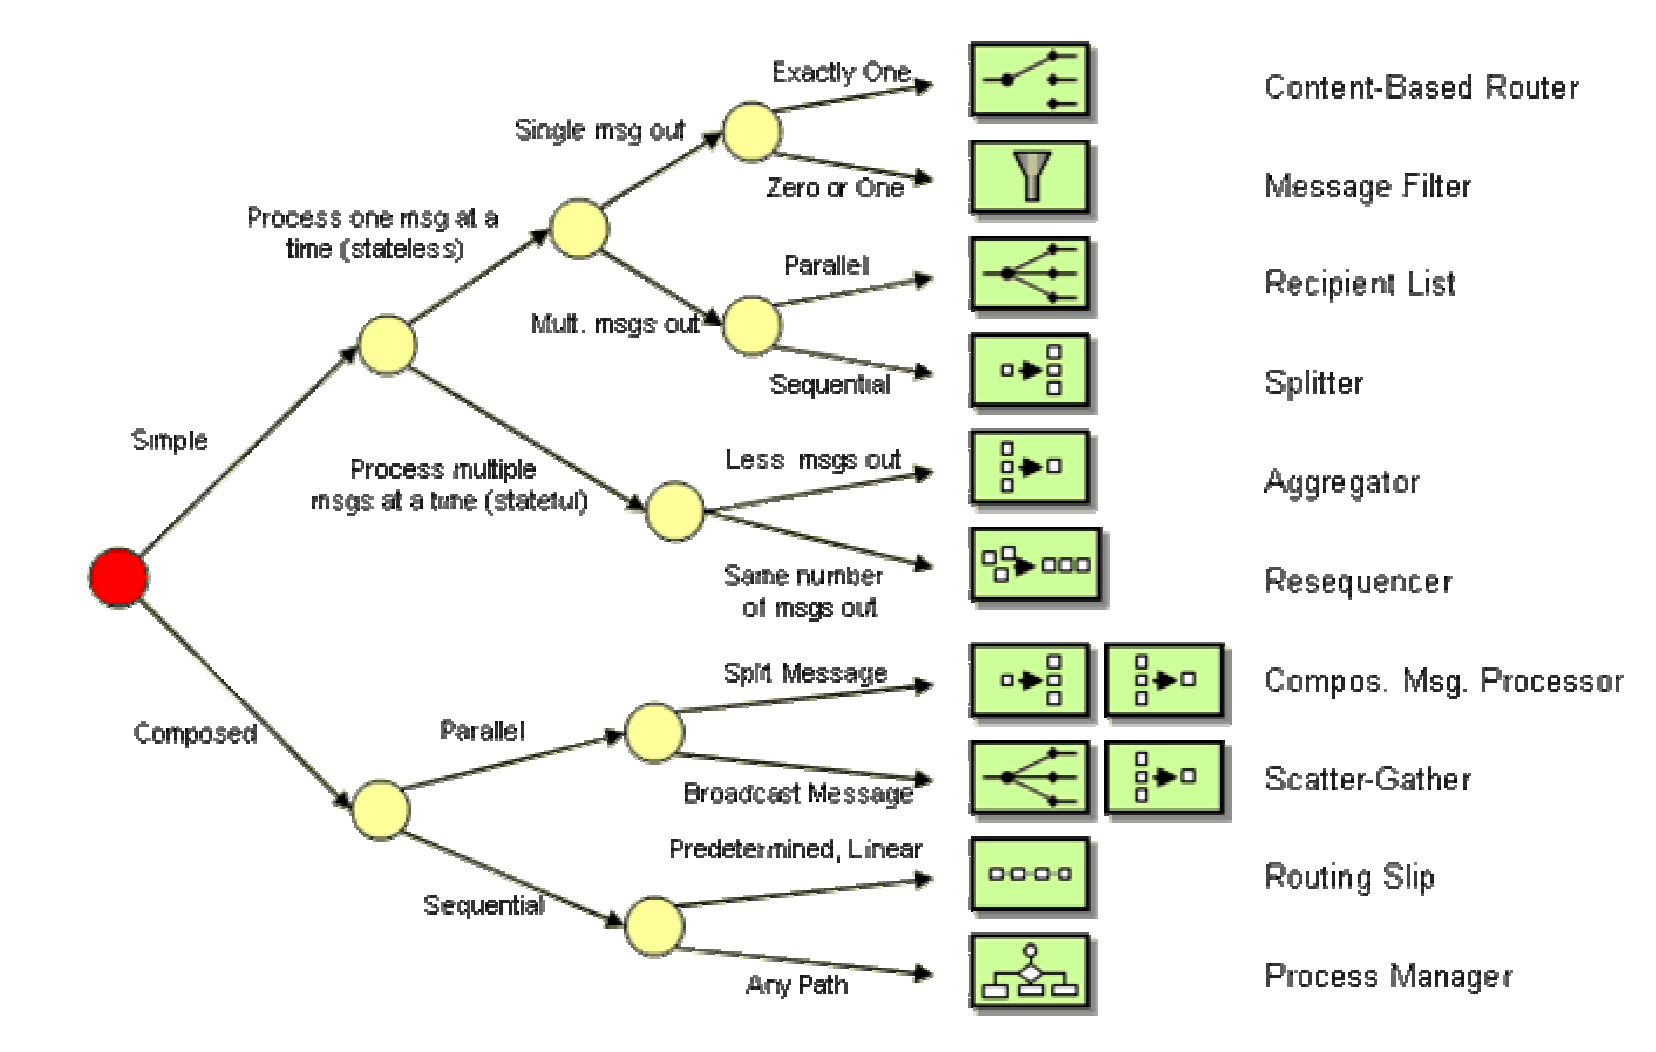 Exactly One
Content-Based Router
Single msg out
Zero or One
Message Filter
Process one msg at a
time (stateless)
Parallel
Recipient List
Mult. msgs out
Sequential
Splitter
Simple
Less msgs out
Aggregator
Process multiple
msgs at a time (stateful)
Same number
of msgs out
Resequencer
Split Message
Compos. Msg. Processor
Composed
Parallel
Broadcast Message
Scatter-Gather
Predetermined, Linear
Routing Slip
Sequential
Any Path
Process Manager